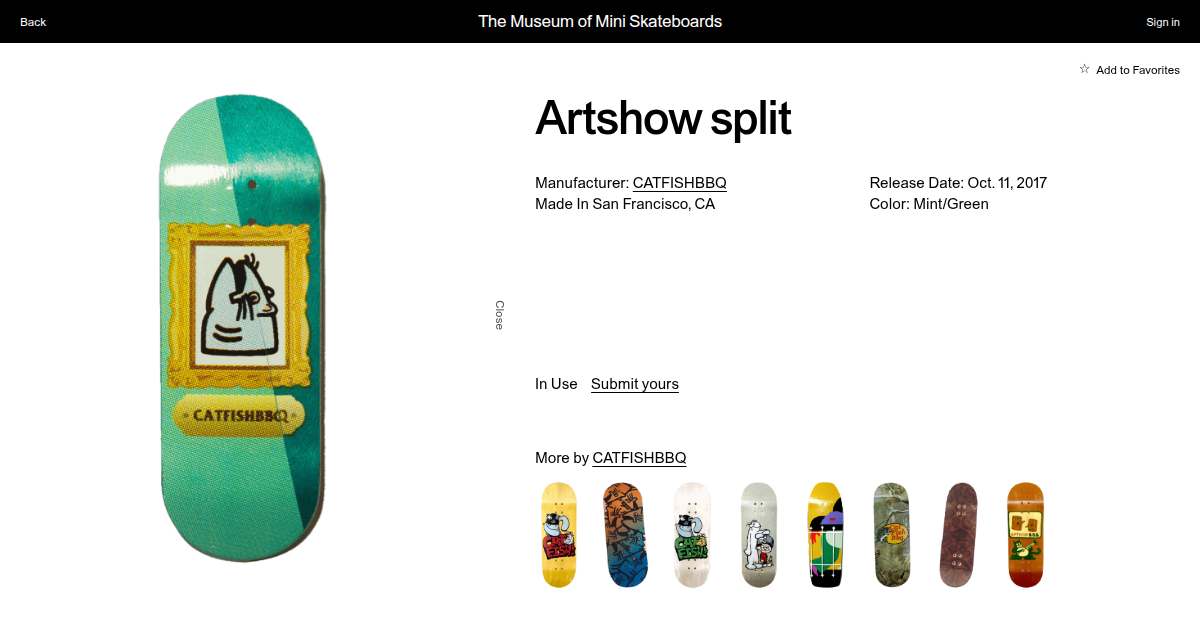 Back
The Museum of Mini Skateboards
Sign in
☆ Add to Favorites
Artshow split
Manufacturer: CATFISHBBQ
Made In San Francisco, CA
Release Date: Oct. 11, 2017
Color: Mint/Green
CATFISHBBQ
Close
In Use Submit yours
More by CATFISHBBQ